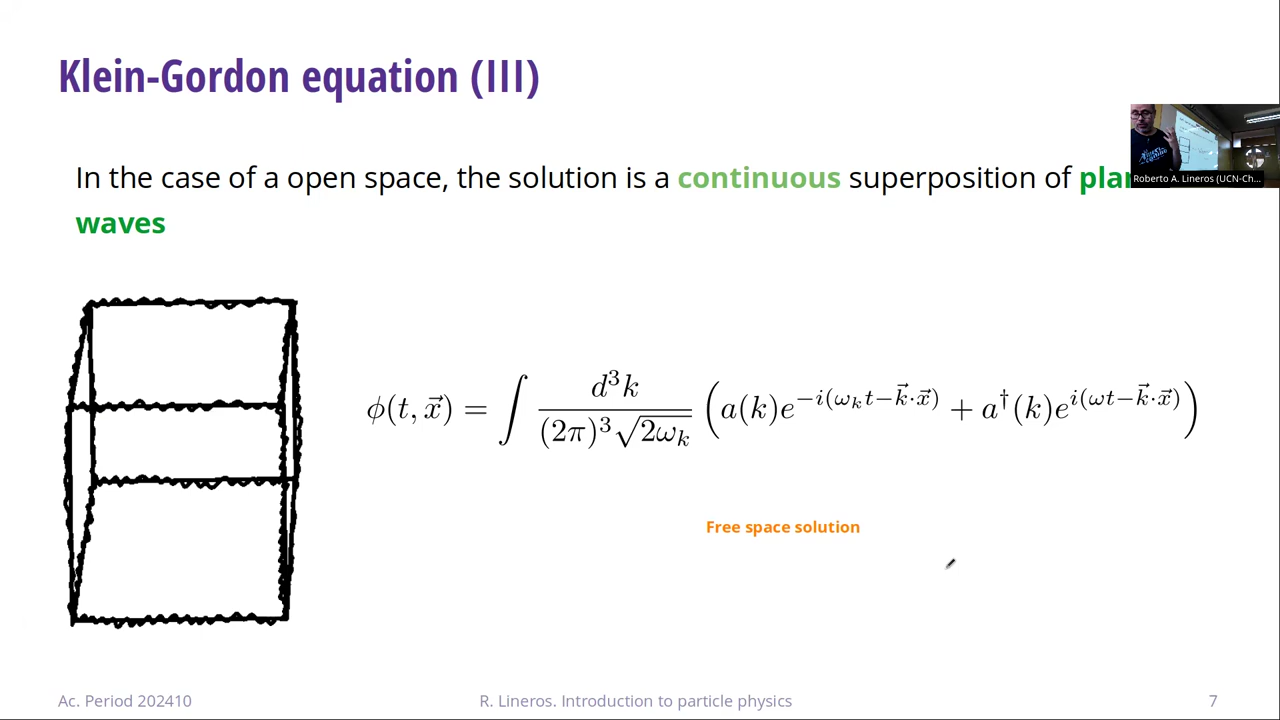 Klein-Gordon equation (III)
In the case of a open space, the solution is a continuous superposition of
waves
Roberto A. Lineros (UCN-Ch...
ϕ(t, x⃗) = ∫ d³k / ((2π)³√(2ω_k)) (a(k)e^{-i(ω_k t − k⃗·x⃗)} + a†(k)e^{i(ωt − k⃗·x⃗)})
Free space solution
Ac. Period 202410 R. Lineros. Introduction to particle physics 7